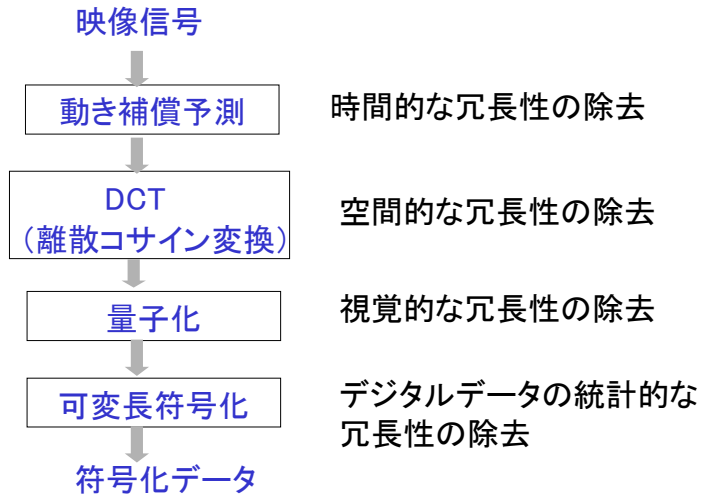 映像信号
動き補償予測
時間的な冗長性の除去
DCT
(離散コサイン変換)
空間的な冗長性の除去
量子化
視覚的な冗長性の除去
可変長符号化
デジタルデータの統計的な
冗長性の除去
符号化データ